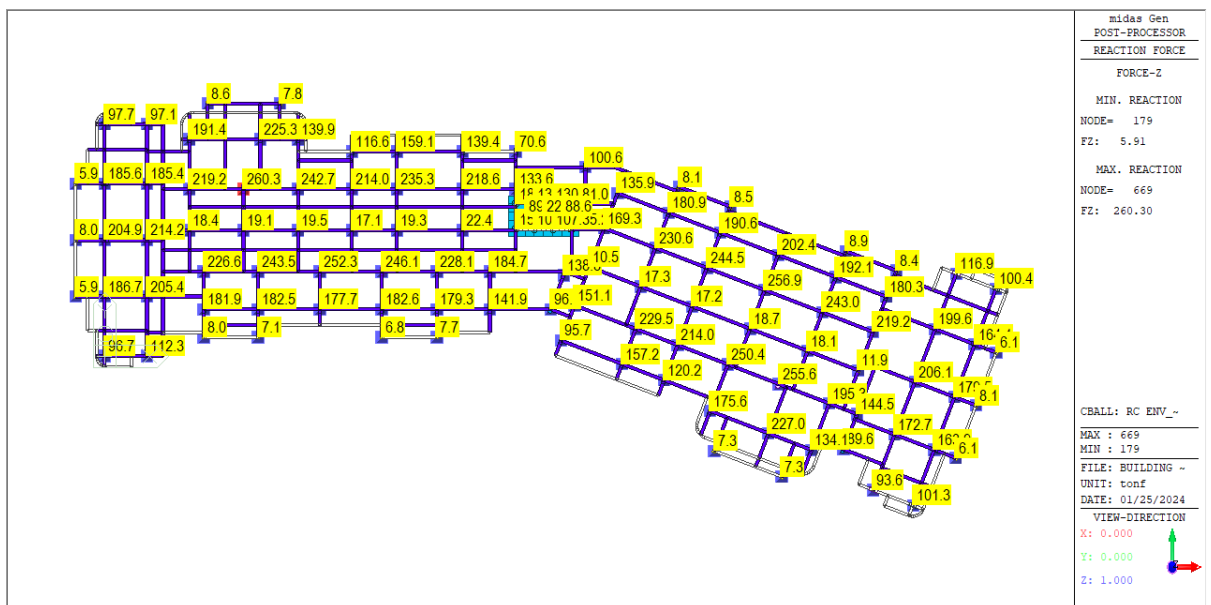 midas Gen
POST-PROCESSOR
REACTION FORCE
FORCE-Z
MIN. REACTION
NODE= 179
FZ: 5.91
MAX. REACTION
NODE= 669
FZ: 260.30
CBALL: RC ENV_~
MAX : 669
MIN : 179
FILE: BUILDING ~
UNIT: tonf
DATE: 01/25/2024
VIEW-DIRECTION
X: 0.000
Y: 0.000
Z: 1.000
8.6 7.8
97.7 97.1
191.4 225.3 139.9
116.6 159.1 139.4 70.6
100.6
5.9 185.6 185.4 219.2 260.3 242.7 214.0 235.3 218.6 133.6
81.0 135.9 8.1
88.6 180.9 8.5
8.0 204.9 214.2 18.4 19.1 19.5 17.1 19.3 22.4
169.3 190.6
230.6 202.4 8.9
226.6 243.5 252.3 246.1 228.1 184.7
10.5 244.5 192.1 8.4
17.3 256.9 180.3 116.9 100.4
5.9 186.7 205.4 181.9 182.5 177.7 182.6 179.3 141.9
151.1 17.2 243.0
8.0 7.1 6.8 7.7
95.7 229.5 18.7 219.2 199.6
96.7 112.3
214.0 18.1 6.1
157.2 250.4 11.9
120.2 255.6 206.1
175.6 144.5 8.1
227.0 172.7
7.3 6.1
7.3 93.6
101.3